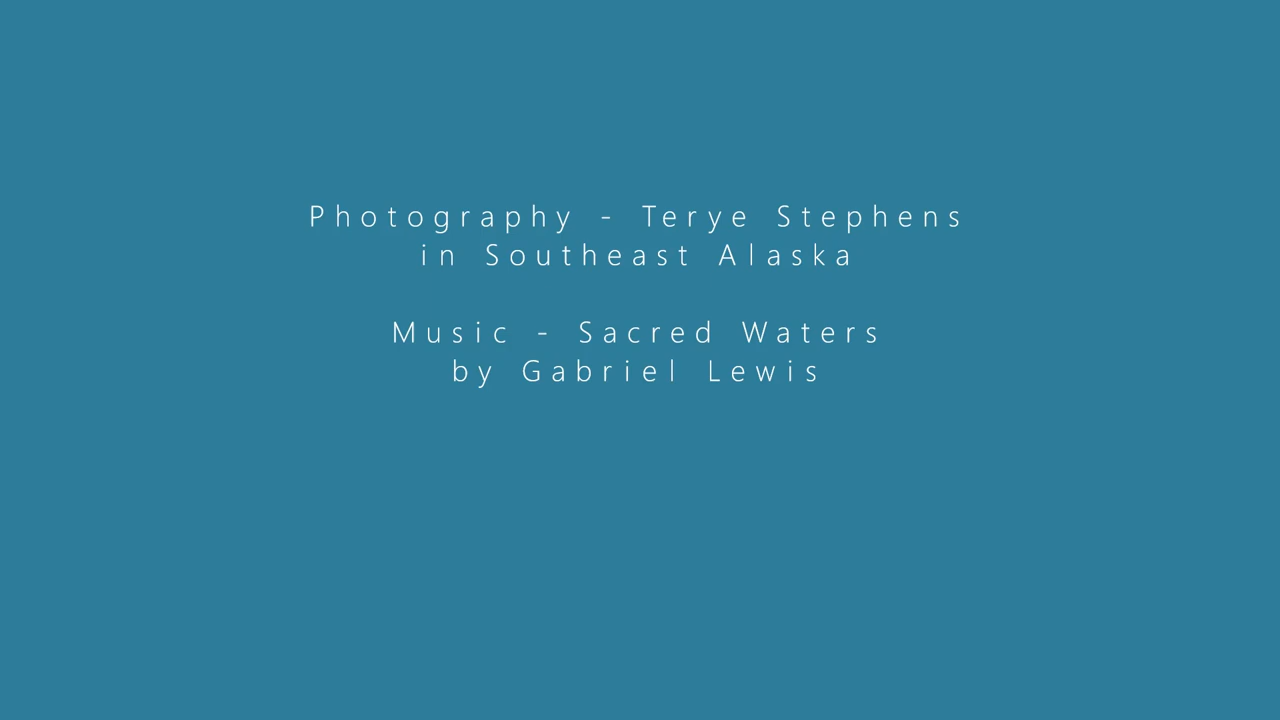 Photography - Terye Stephens
in Southeast Alaska
Music - Sacred Waters
by Gabriel Lewis